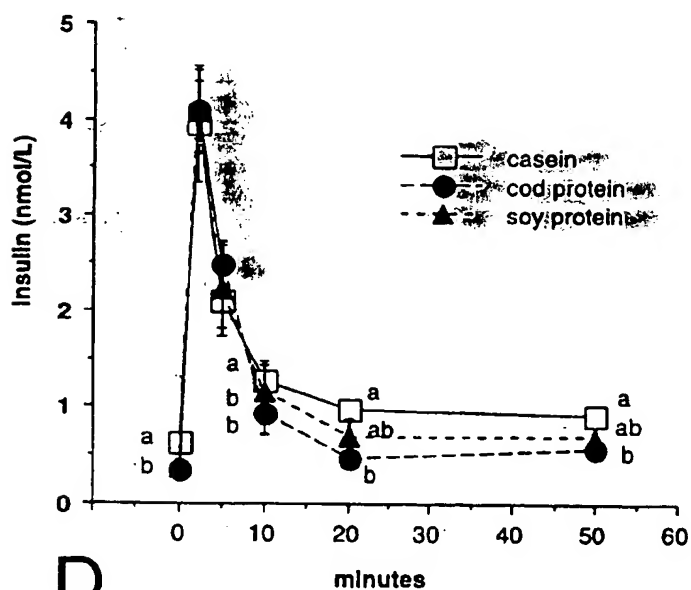 5
4
3
2
1
0
Insulin (nmol/L)
casein
cod protein
soy protein
a
b
a
b
b
a
ab
b
a
ab
b
0 10 20 30 40 50 60
minutes
D